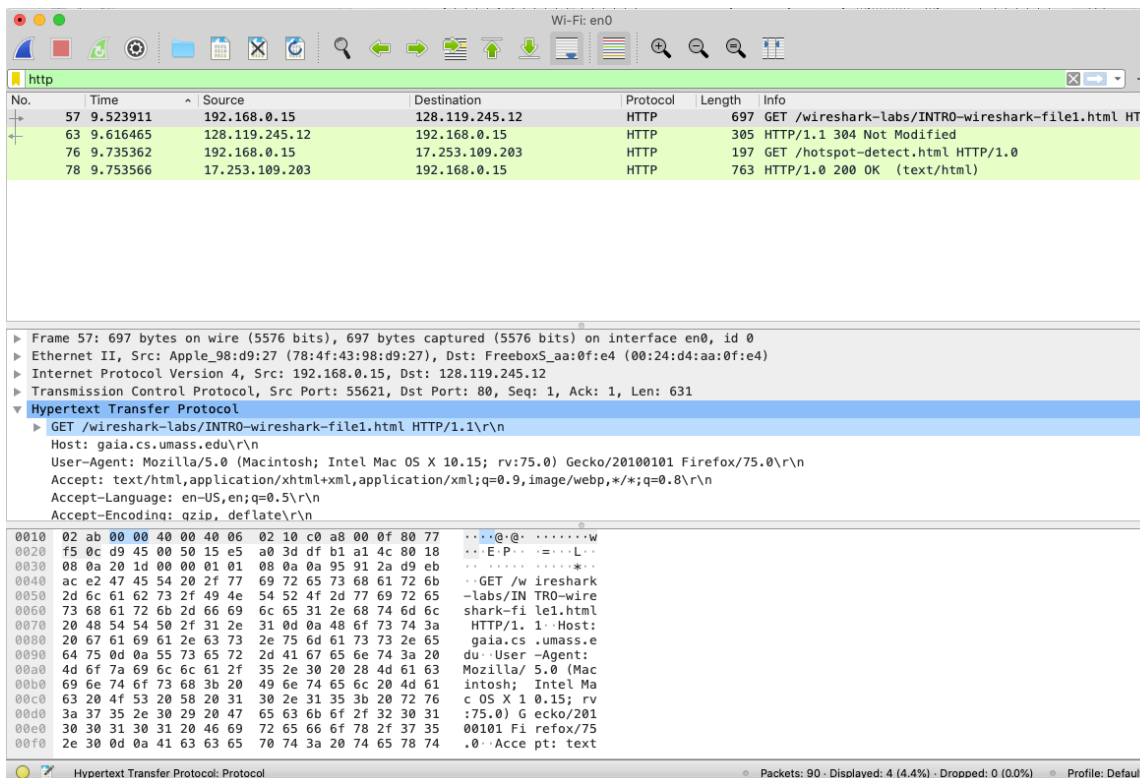 Wi-Fi: en0
http
No. Time Source Destination Protocol Length Info
57 9.523911 192.168.0.15 128.119.245.12 HTTP 697 GET /wireshark-labs/INTRO-wireshark-file1.html HT
63 9.616465 128.119.245.12 192.168.0.15 HTTP 305 HTTP/1.1 304 Not Modified
76 9.735362 192.168.0.15 17.253.109.203 HTTP 197 GET /hotspot-detect.html HTTP/1.0
78 9.753566 17.253.109.203 192.168.0.15 HTTP 763 HTTP/1.0 200 OK (text/html)
Frame 57: 697 bytes on wire (5576 bits), 697 bytes captured (5576 bits) on interface en0, id 0
Ethernet II, Src: Apple_98:d9:27 (78:4f:43:98:d9:27), Dst: FreeboxS_aa:0f:e4 (00:24:d4:aa:0f:e4)
Internet Protocol Version 4, Src: 192.168.0.15, Dst: 128.119.245.12
Transmission Control Protocol, Src Port: 55621, Dst Port: 80, Seq: 1, Ack: 1, Len: 631
Hypertext Transfer Protocol
GET /wireshark-labs/INTRO-wireshark-file1.html HTTP/1.1\r\n
Host: gaia.cs.umass.edu\r\n
User-Agent: Mozilla/5.0 (Macintosh; Intel Mac OS X 10.15; rv:75.0) Gecko/20100101 Firefox/75.0\r\n
Accept: text/html,application/xhtml+xml,application/xml;q=0.9,image/webp,*/*;q=0.8\r\n
Accept-Language: en-US,en;q=0.5\r\n
Accept-Encoding: gzip, deflate\r\n
0010 02 ab 00 00 40 00 40 06 02 10 c0 a8 00 0f 80 77 ····@·@· ·······w
0020 f5 0c d9 45 00 50 15 e5 a0 3d df b1 a1 4c 80 18 ···E·P·· ·=···L··
0030 08 0a 20 1d 00 00 01 01 08 0a 0a 95 91 2a d9 eb ·· ····· ·····*··
0040 ac e2 47 45 54 20 2f 77 69 72 65 73 68 61 72 6b ··GET /w ireshark
0050 2d 6c 61 62 73 2f 49 4e 54 52 4f 2d 77 69 72 65 -labs/IN TRO-wire
0060 73 68 61 72 6b 2d 66 69 6c 65 31 2e 68 74 6d 6c shark-fi le1.html
0070 20 48 54 54 50 2f 31 2e 31 0d 0a 48 6f 73 74 3a HTTP/1. 1··Host:
0080 20 67 61 69 61 2e 63 73 2e 75 6d 61 73 73 2e 65 gaia.cs .umass.e
0090 64 75 0d 0a 55 73 65 72 2d 41 67 65 6e 74 3a 20 du··User -Agent:
00a0 4d 6f 7a 69 6c 6c 61 2f 35 2e 30 20 28 4d 61 63 Mozilla/ 5.0 (Mac
00b0 69 6e 74 6f 73 68 3b 20 49 6e 74 65 6c 20 4d 61 intosh; Intel Ma
00c0 63 20 4f 53 20 58 20 31 30 2e 31 35 3b 20 72 76 c OS X 1 0.15; rv
00d0 3a 37 35 2e 30 29 20 47 65 63 6b 6f 2f 32 30 31 :75.0) G ecko/201
00e0 30 30 31 30 31 20 46 69 72 65 66 6f 78 2f 37 35 00101 Fi refox/75
00f0 2e 30 0d 0a 41 63 63 65 70 74 3a 20 74 65 78 74 .0··Acce pt: text
Hypertext Transfer Protocol: Protocol Packets: 90 · Displayed: 4 (4.4%) · Dropped: 0 (0.0%) Profile: Defaul